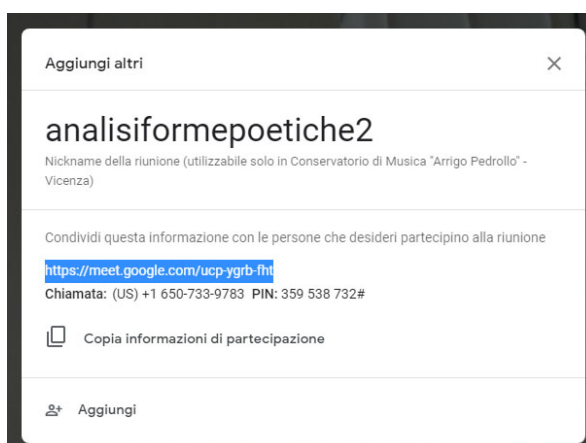 Aggiungi altri
analisiformepoetiche2
Nickname della riunione (utilizzabile solo in Conservatorio di Musica "Arrigo Pedrollo" -
Vicenza)
Condividi questa informazione con le persone che desideri partecipino alla riunione
https://meet.google.com/ucp-ygrb-fht
Chiamata: (US) +1 650-733-9783 PIN: 359 538 732#
Copia informazioni di partecipazione
Aggiungi